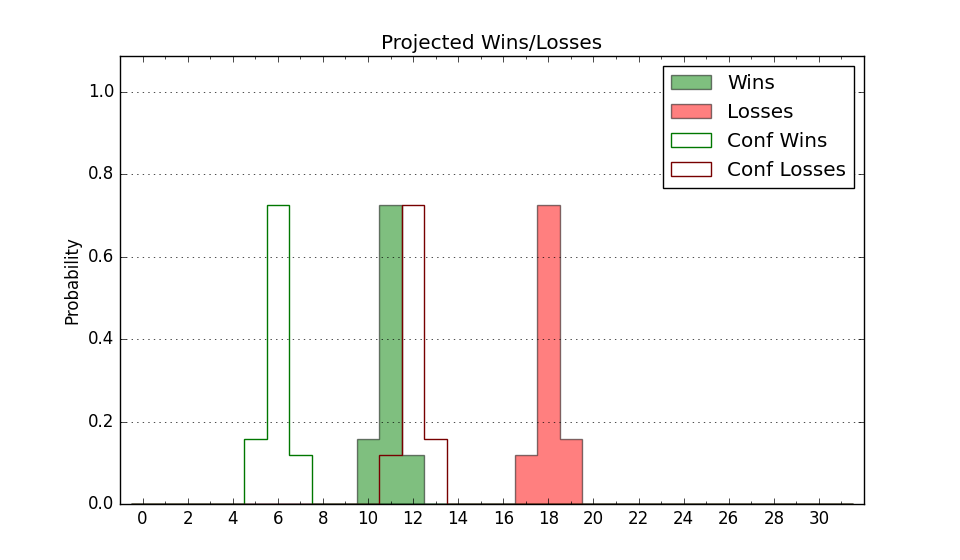 Projected Wins/Losses
Wins
Losses
Conf Wins
Conf Losses
Probability
1.0
0.8
0.6
0.4
0.2
0.0
0 2 4 6 8 10 12 14 16 18 20 22 24 26 28 30